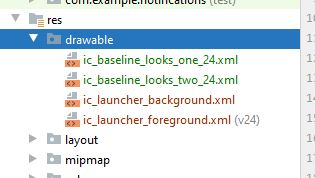 com.example.notifications (test)
res
drawable
ic_baseline_looks_one_24.xml
ic_baseline_looks_two_24.xml
ic_launcher_background.xml
ic_launcher_foreground.xml (v24)
layout
mipmap